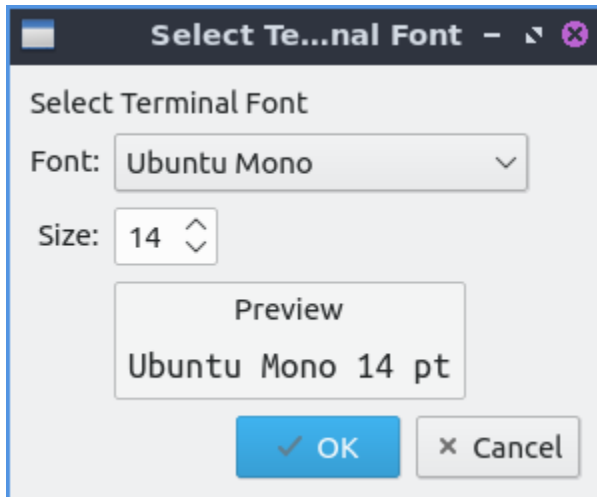 Select Te...nal Font
Select Terminal Font
Font: Ubuntu Mono
Size: 14
Preview
Ubuntu Mono 14 pt
OK Cancel